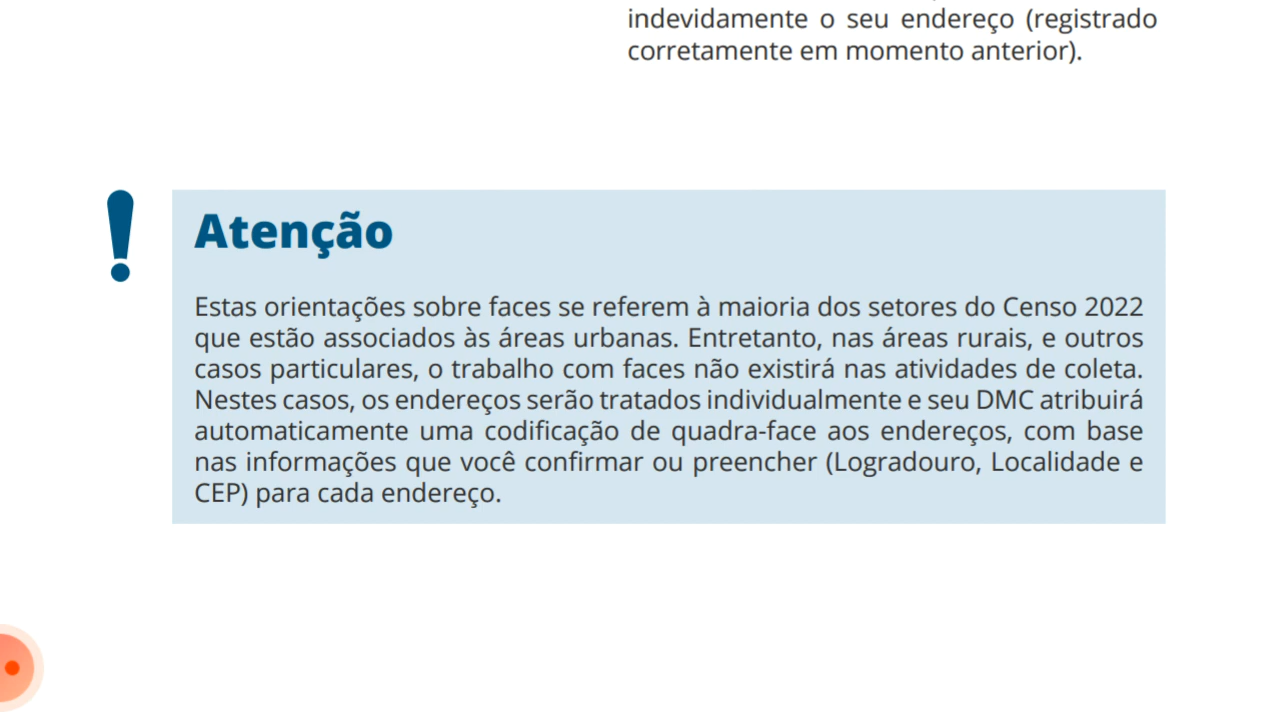 indevidamente o seu endereço (registrado
corretamente em momento anterior).
!
Atenção
Estas orientações sobre faces se referem à maioria dos setores do Censo 2022
que estão associados às áreas urbanas. Entretanto, nas áreas rurais, e outros
casos particulares, o trabalho com faces não existirá nas atividades de coleta.
Nestes casos, os endereços serão tratados individualmente e seu DMC atribuirá
automaticamente uma codificação de quadra-face aos endereços, com base
nas informações que você confirmar ou preencher (Logradouro, Localidade e
CEP) para cada endereço.